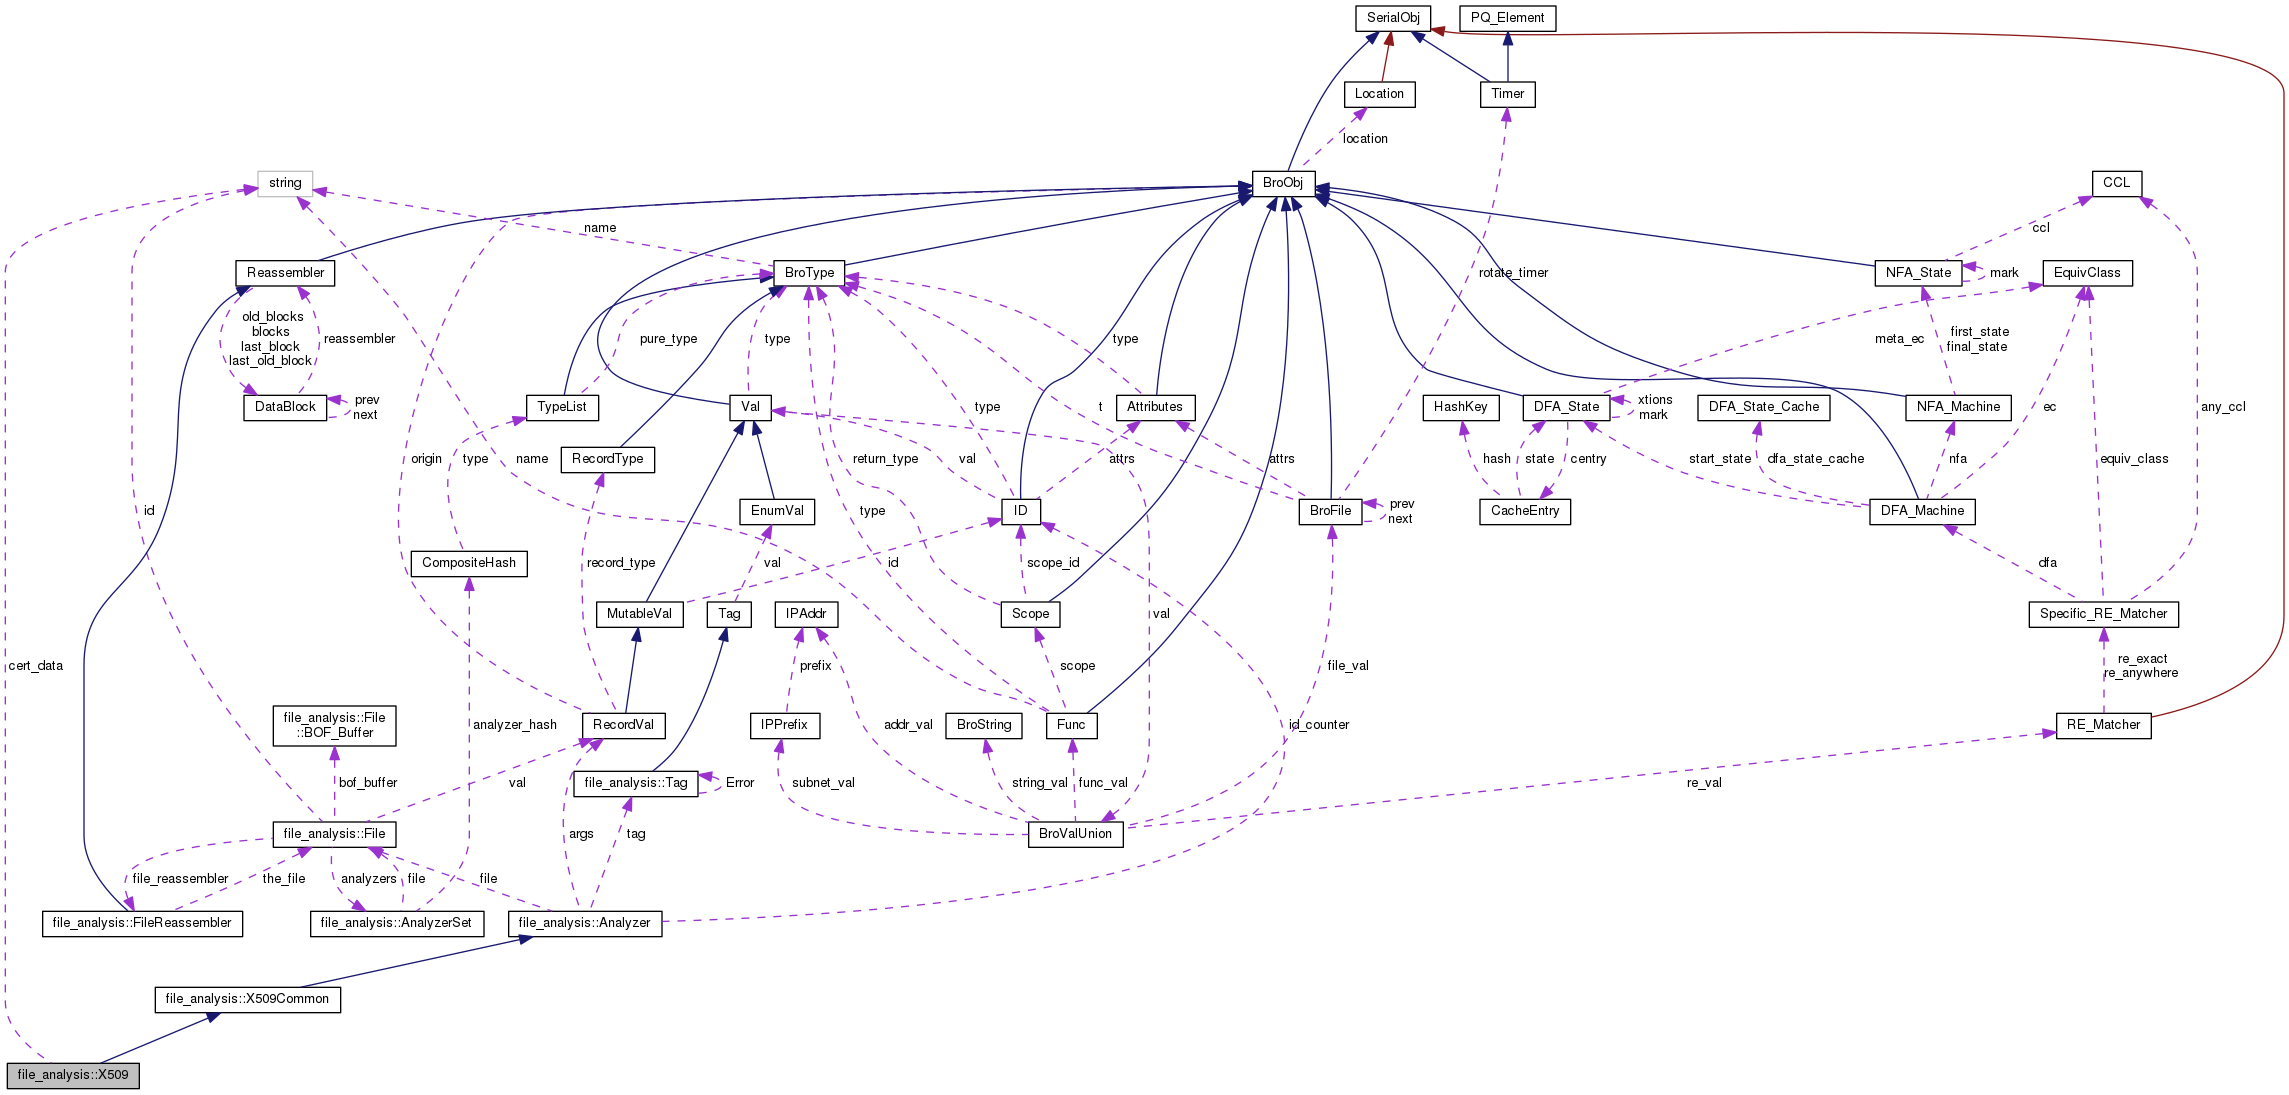 SerialObj
PQ_Element
Location
Timer
location
string
BroObj
CCL
name
ccl
Reassembler
BroType
rotate_timer
NFA_State
mark
EquivClass
old_blocks
blocks
last_block
last_old_block
reassembler
pure_type
type
type
meta_ec
first_state
final_state
DataBlock
prev
next
TypeList
Val
type
Attributes
t
HashKey
DFA_State
xtions
mark
DFA_State_Cache
NFA_Machine
ec
any_ccl
origin
type
name
RecordType
return_type
val
attrs
attrs
hash
state
centry
start_state
dfa_state_cache
nfa
equiv_class
id
EnumVal
type
ID
BroFile
prev
next
CacheEntry
DFA_Machine
CompositeHash
record_type
val
id
scope_id
dfa
MutableVal
Tag
IPAddr
Scope
val
Specific_RE_Matcher
cert_data
prefix
scope
file_val
re_exact
re_anywhere
file_analysis::File
::BOF_Buffer
analyzer_hash
RecordVal
IPPrefix
addr_val
BroString
Func
id_counter
RE_Matcher
bof_buffer
val
file_analysis::Tag
Error
subnet_val
string_val
func_val
re_val
file_analysis::File
args
tag
BroValUnion
file_reassembler
the_file
analyzers
file
file
file_analysis::FileReassembler
file_analysis::AnalyzerSet
file_analysis::Analyzer
file_analysis::X509Common
file_analysis::X509